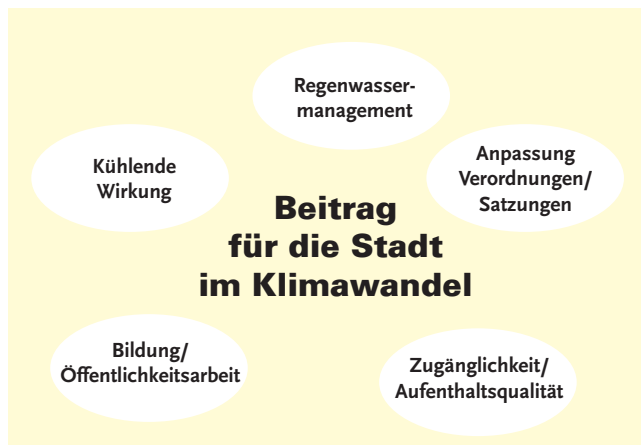 Regenwasser-
management
Kühlende
Wirkung
Anpassung
Verordnungen/
Satzungen
Beitrag
für die Stadt
im Klimawandel
Bildung/
Öffentlichkeitsarbeit
Zugänglichkeit/
Aufenthaltsqualität